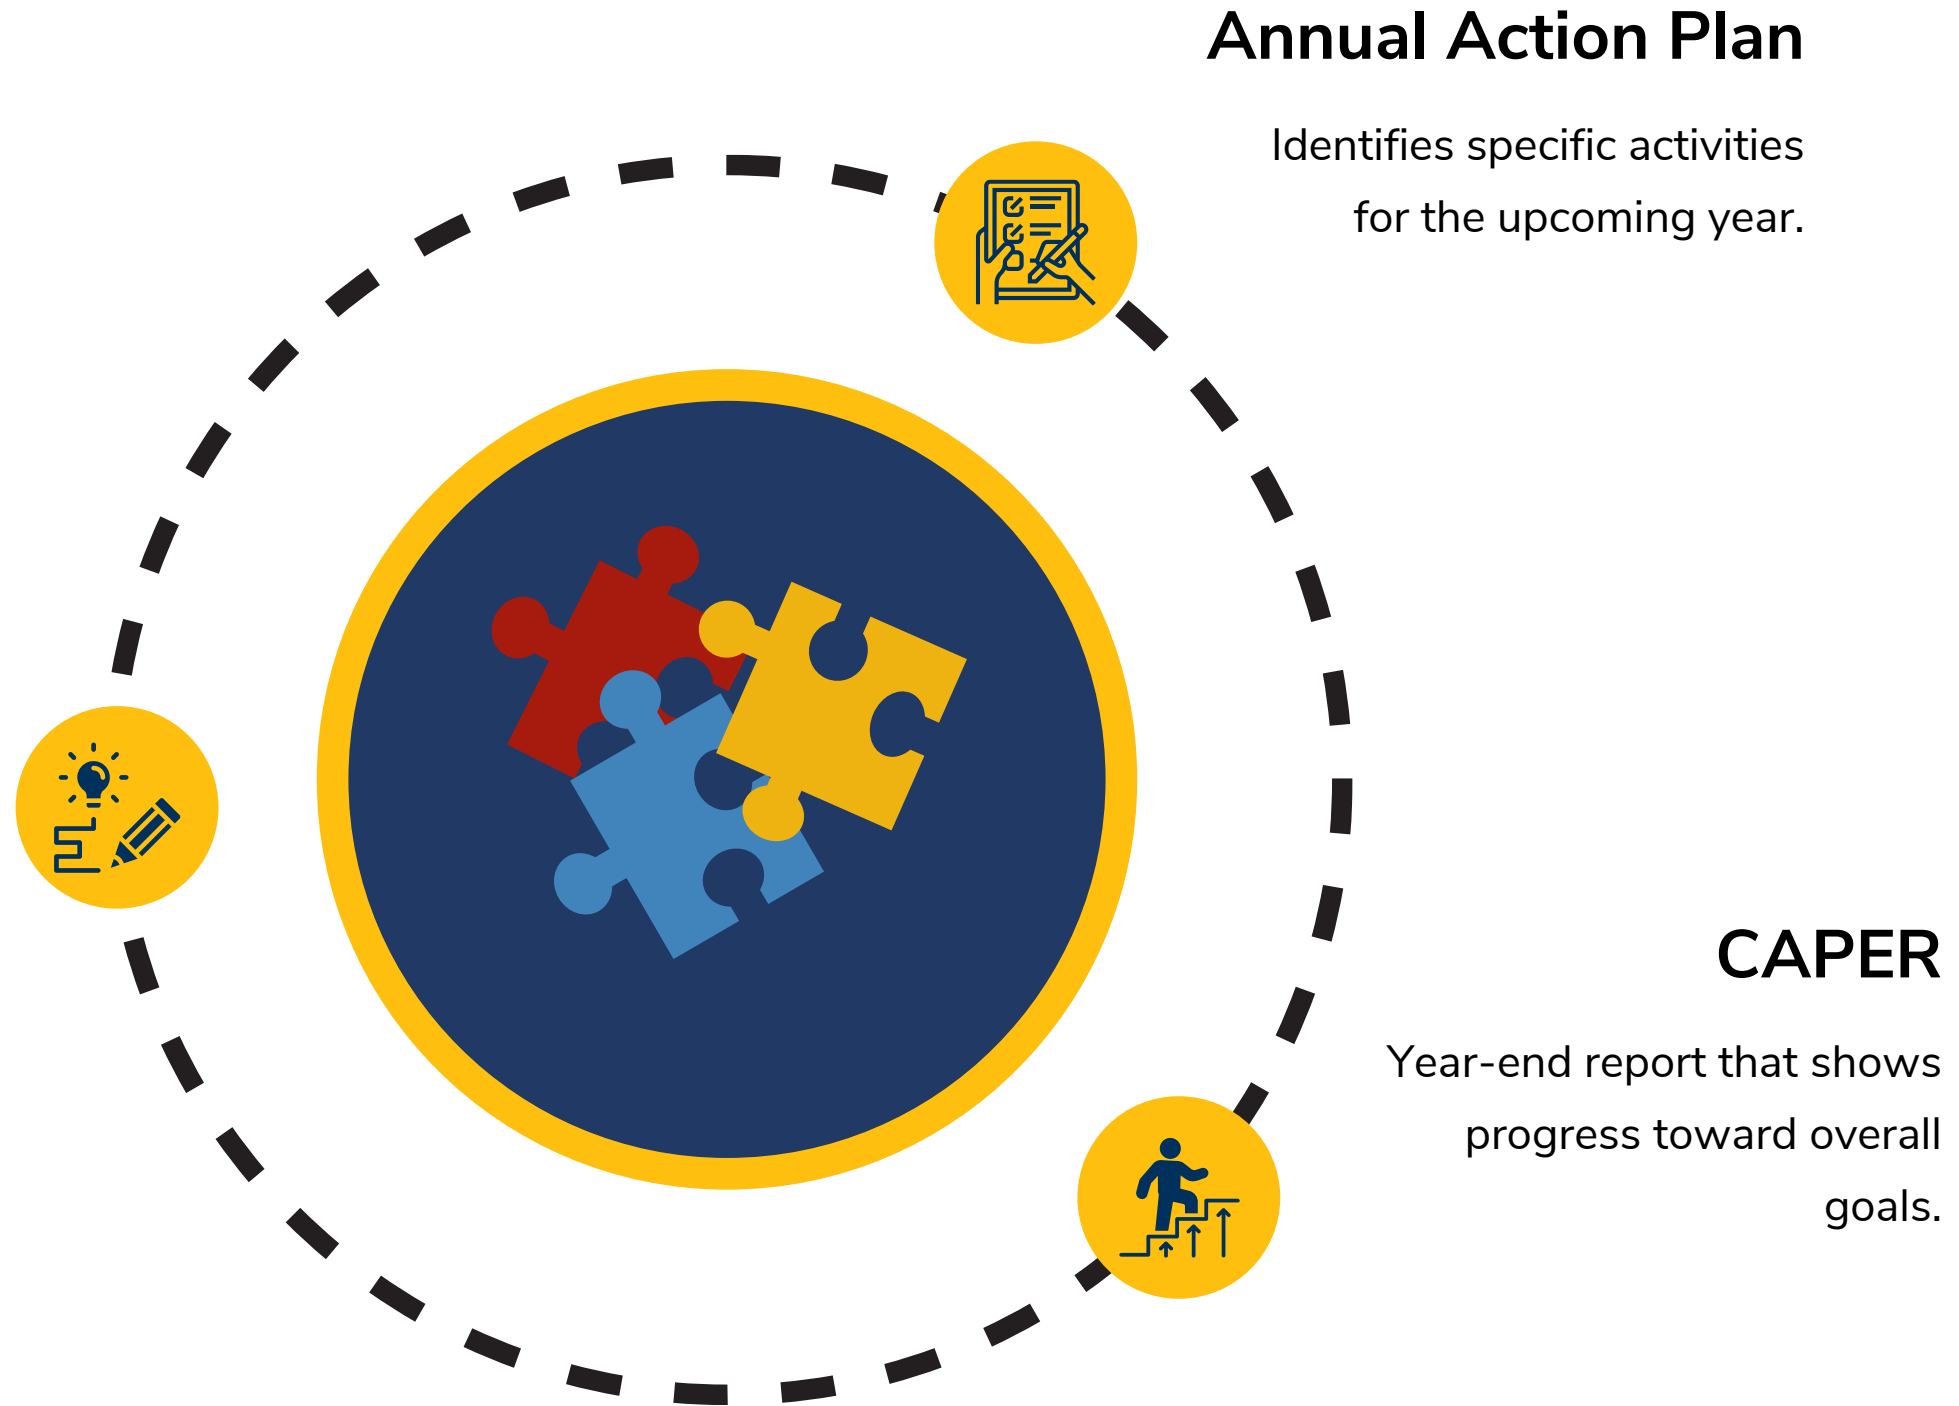 Annual Action Plan
Identifies specific activities
for the upcoming year.
CAPER
Year-end report that shows
progress toward overall
goals.